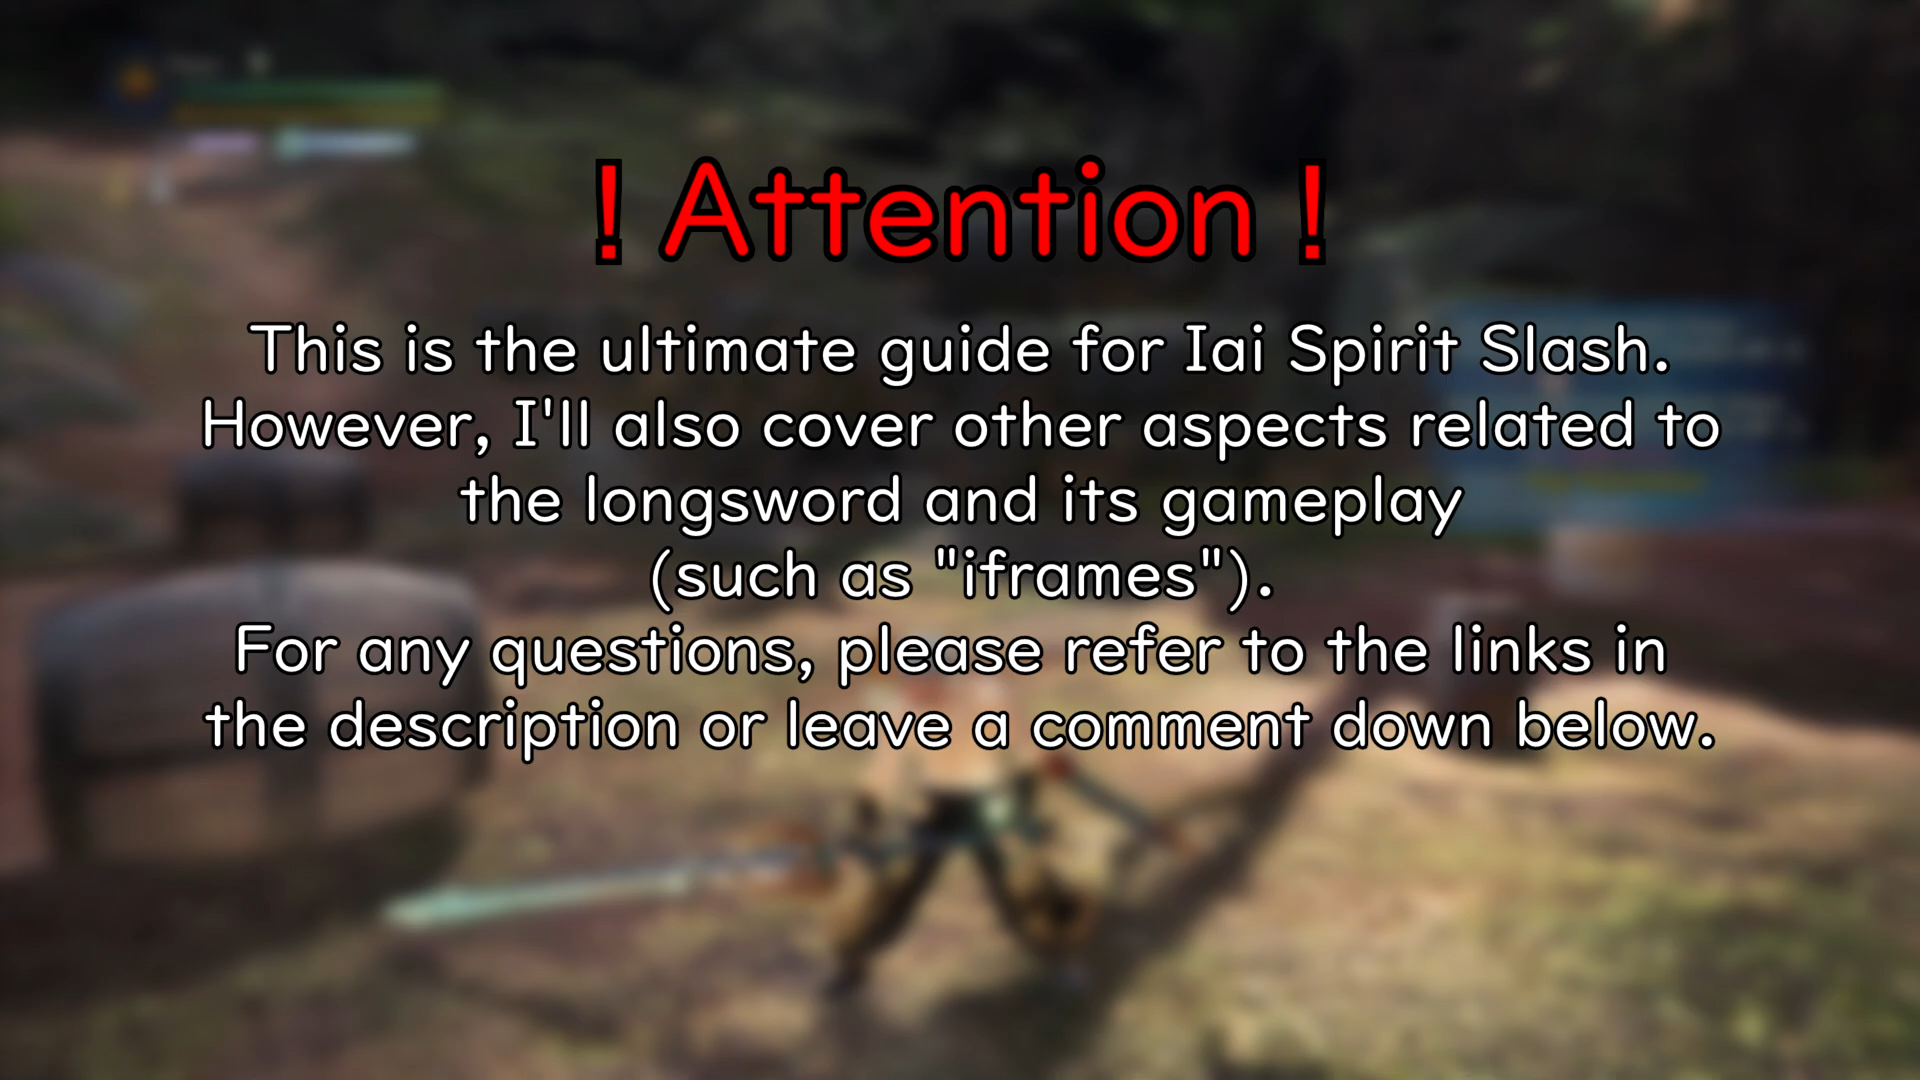 ! Attention !
This is the ultimate guide for Iai Spirit Slash.
However, I'll also cover other aspects related to
the longsword and its gameplay
(such as "iframes").
For any questions, please refer to the links in
the description or leave a comment down below.